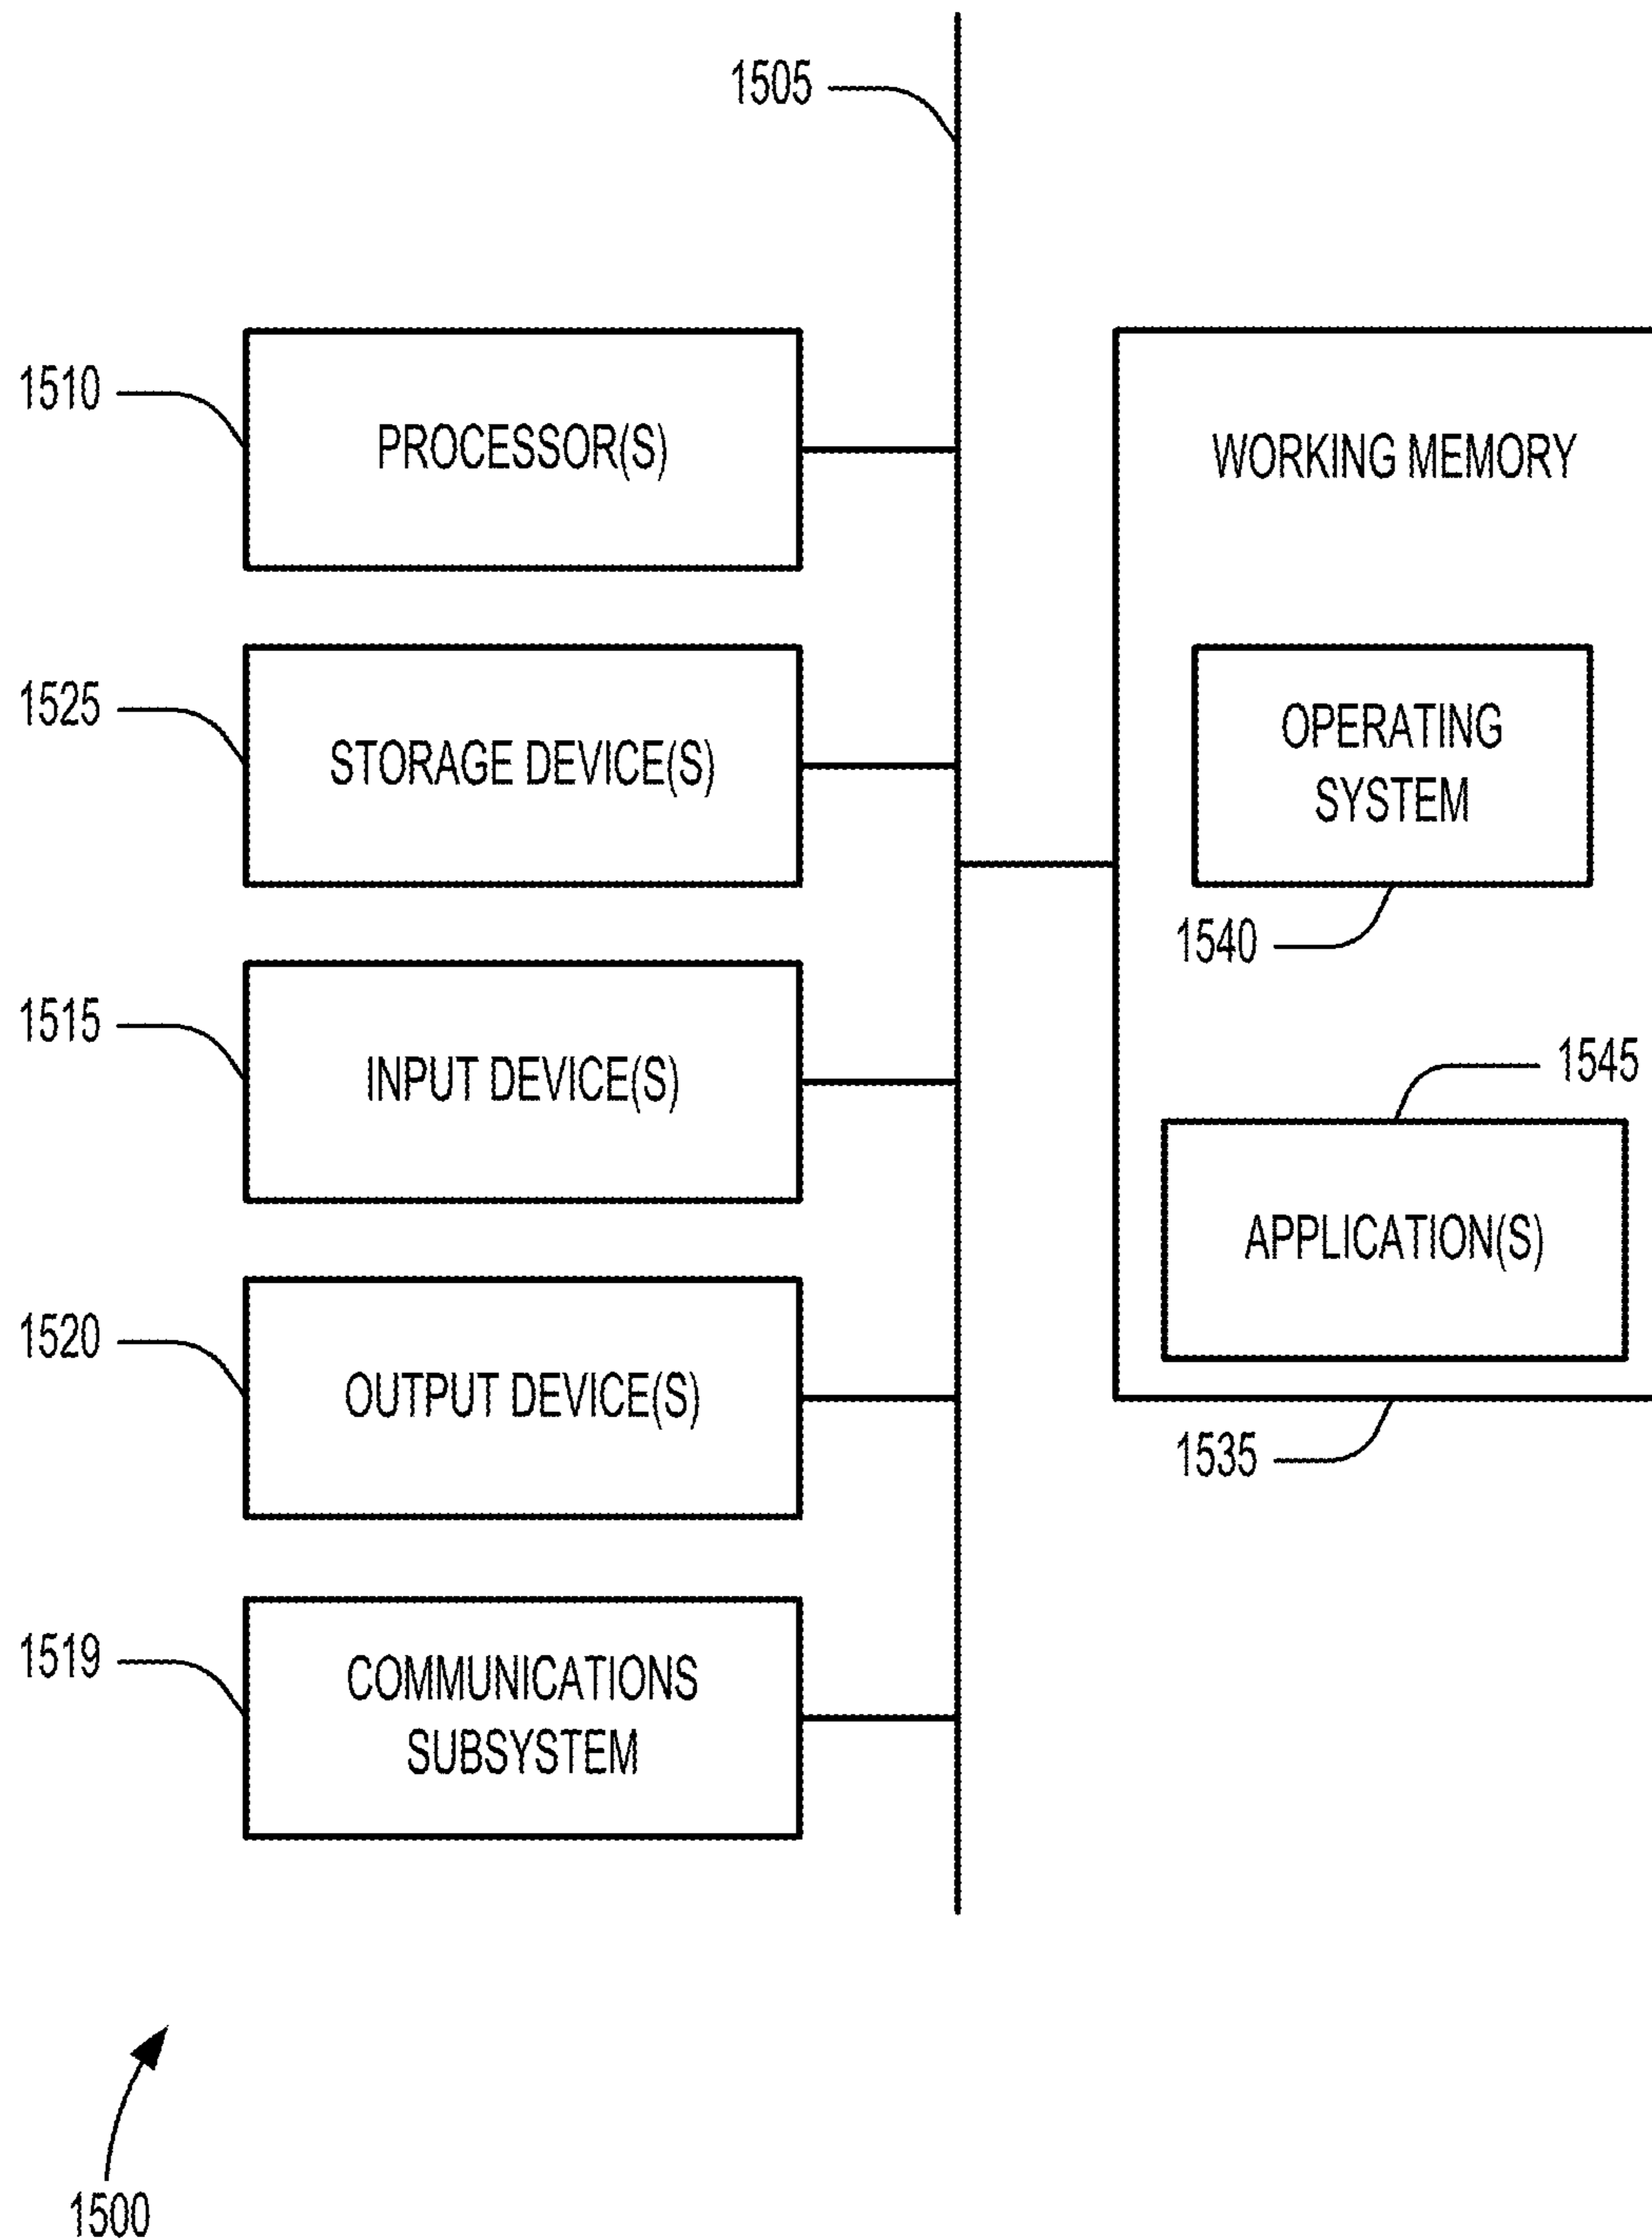 1505
1510
PROCESSOR(S)
WORKING MEMORY
1525
STORAGE DEVICE(S)
OPERATING
SYSTEM
1540
1515
INPUT DEVICE(S)
1545
APPLICATION(S)
1520
OUTPUT DEVICE(S)
1535
1519
COMMUNICATIONS
SUBSYSTEM
1500